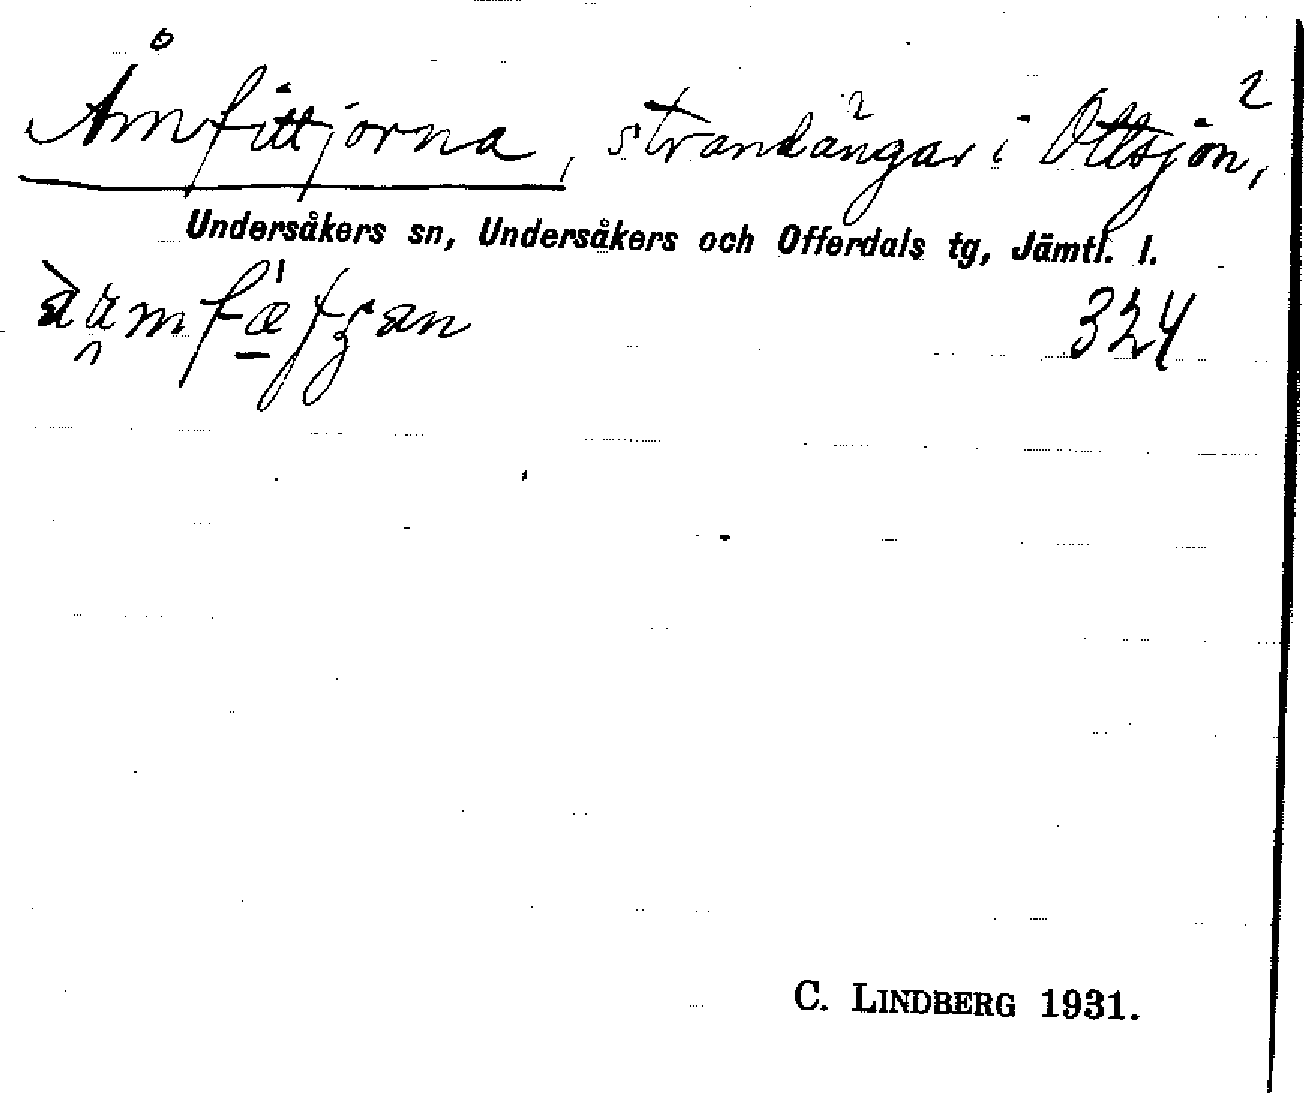 Åmfittjorna, strandängar i Ottsjön,
Undersåkers sn, Undersåkers och Offerdals tg, Jämtl. l.
324
C. LINDBERG 1931.